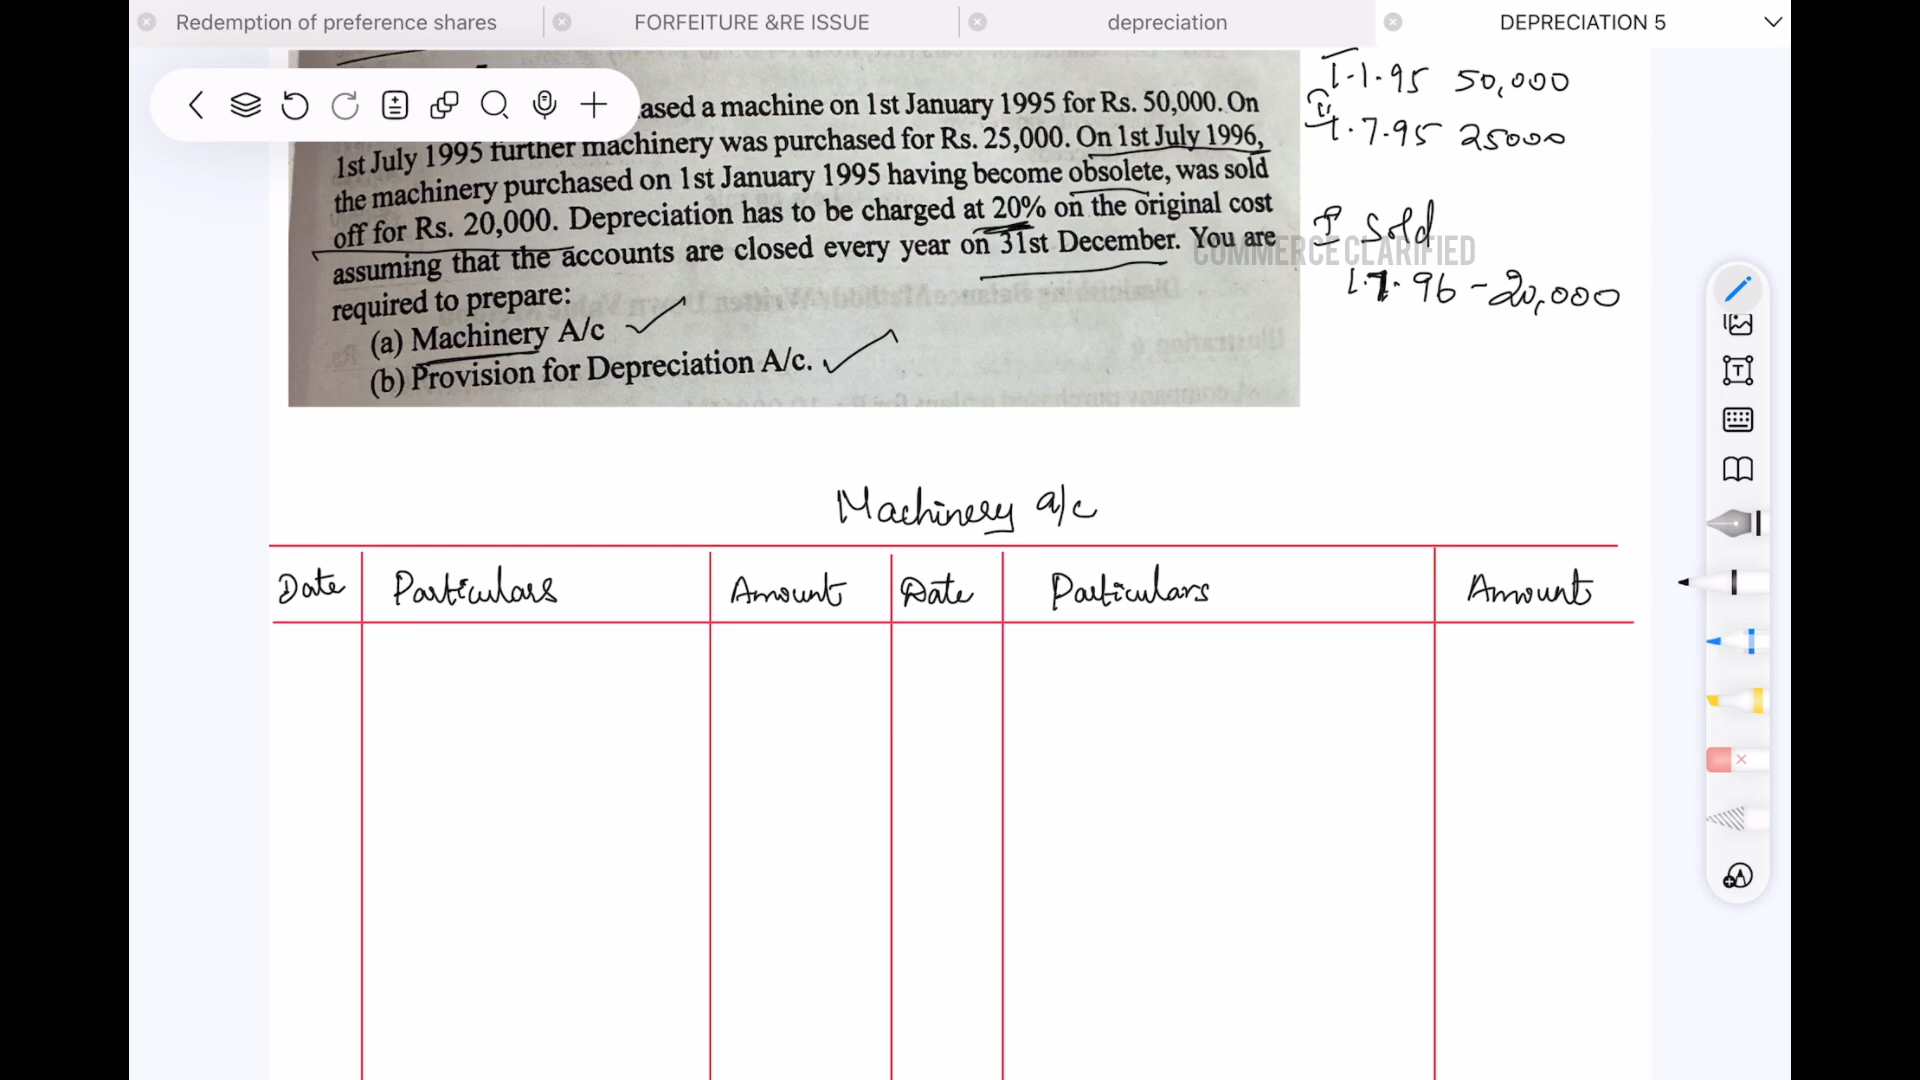 Redemption of preference shares FORFEITURE &RE ISSUE depreciation DEPRECIATION 5
ased a machine on 1st January 1995 for Rs. 50,000. On
1st July 1995 further machinery was purchased for Rs. 25,000. On 1st July 1996,
the machinery purchased on 1st January 1995 having become obsolete, was sold
off for Rs. 20,000. Depreciation has to be charged at 20% on the original cost
assuming that the accounts are closed every year on 31st December. You are
required to prepare:
(a) Machinery A/c
(b) Provision for Depreciation A/c.
I
1.1.95 50,000
II
1.7.95 25000
I Sold
1.7.96 - 20,000
COMMERCE CLARIFIED
Machinery a/c
Date Particulars Amount Date Particulars Amount